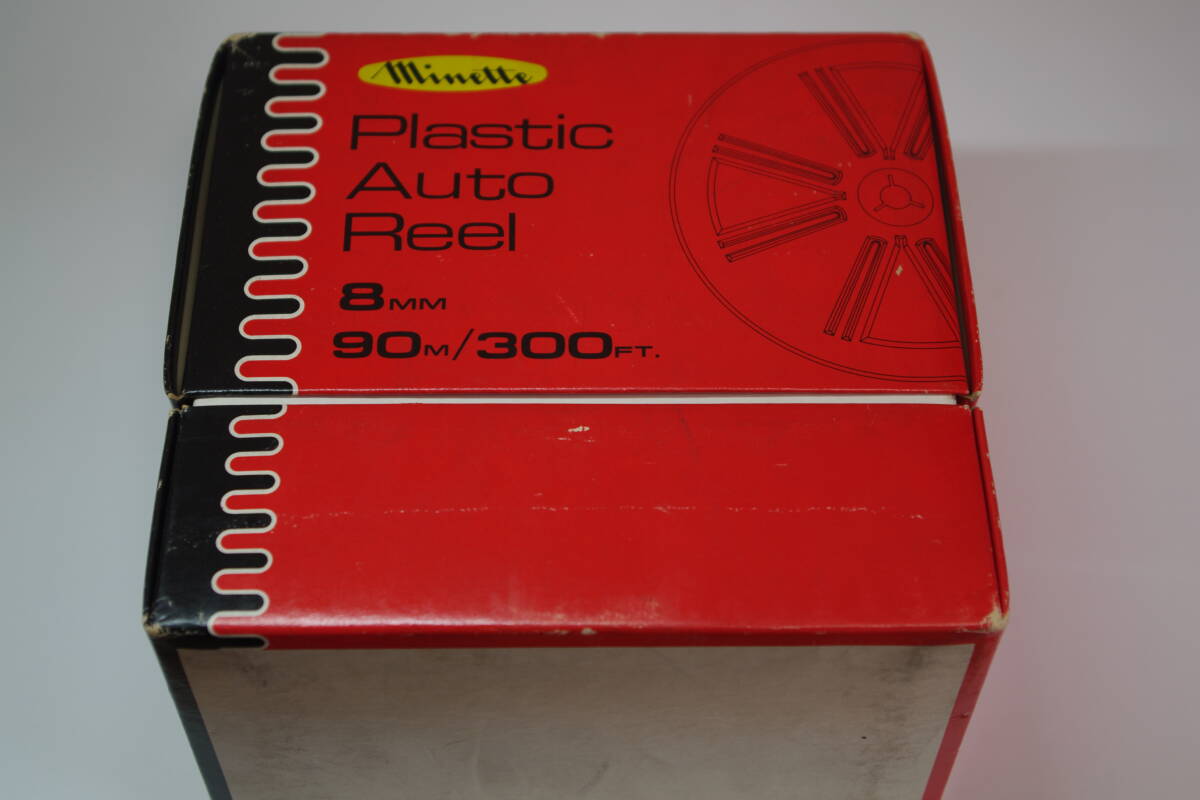 Minette
Plastic
Auto
Reel
8MM
90M/300FT.